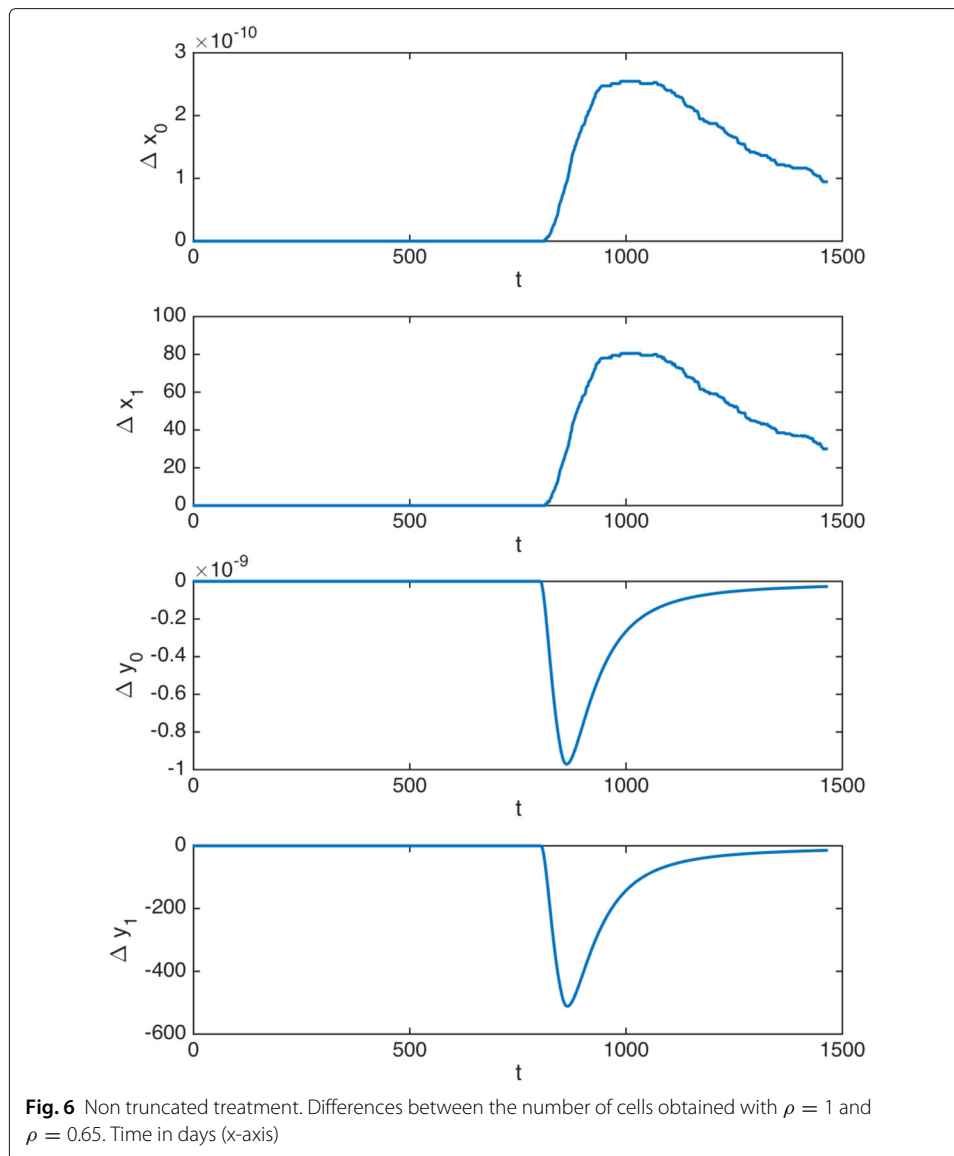 ×10⁻¹⁰
3
2
1
0
Δ x₀
0 500 1000 1500
t
100
80
60
40
20
0
Δ x₁
0 500 1000 1500
t
×10⁻⁹
0
-0.2
-0.4
-0.6
-0.8
-1
Δ y₀
0 500 1000 1500
t
0
-200
-400
-600
Δ y₁
0 500 1000 1500
t
Fig. 6 Non truncated treatment. Differences between the number of cells obtained with ρ = 1 and
ρ = 0.65. Time in days (x-axis)